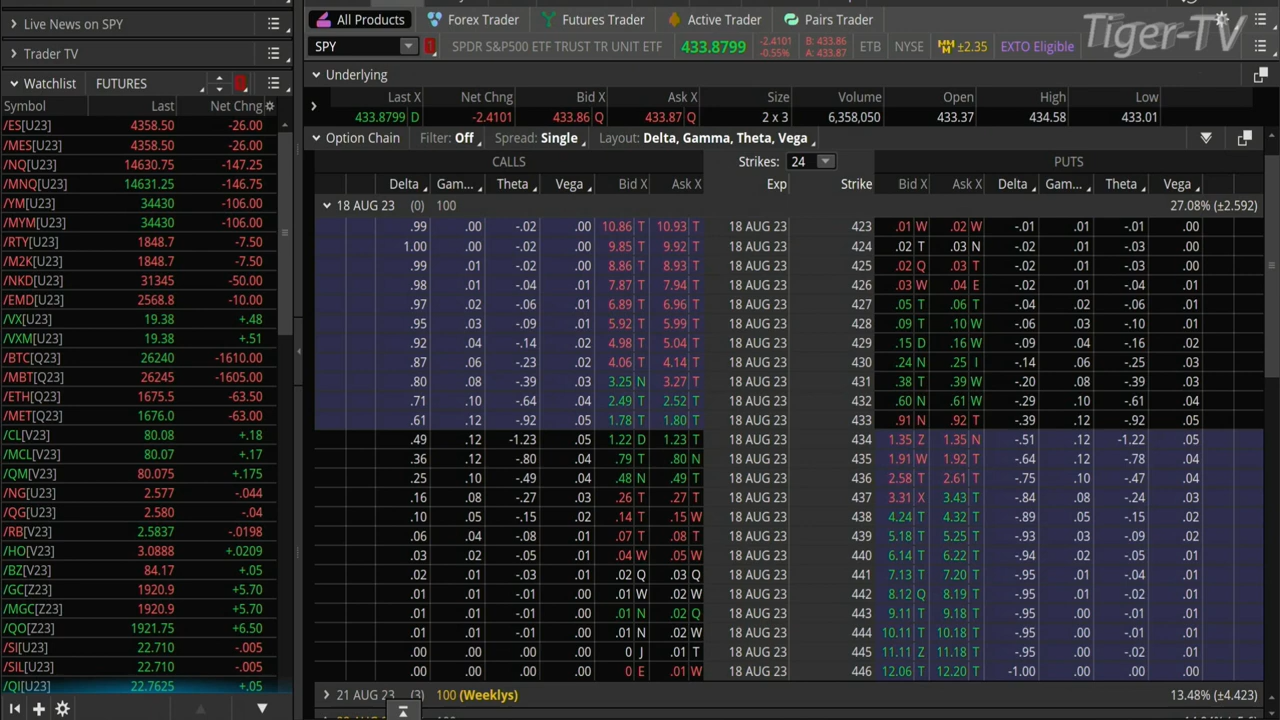 Live News on SPY
Trader TV
Watchlist FUTURES
Symbol Last Net Chng
/ES[U23] 4358.50 -26.00
/MES[U23] 4358.50 -26.00
/NQ[U23] 14630.75 -147.25
/MNQ[U23] 14631.25 -146.75
/YM[U23] 34430 -106.00
/MYM[U23] 34430 -106.00
/RTY[U23] 1848.7 -7.50
/M2K[U23] 1848.7 -7.50
/NKD[U23] 31345 -50.00
/EMD[U23] 2568.8 -10.00
/VX[U23] 19.38 +.48
/VXM[U23] 19.38 +.51
/BTC[Q23] 26240 -1610.00
/MBT[Q23] 26245 -1605.00
/ETH[Q23] 1675.5 -63.50
/MET[Q23] 1676.0 -63.00
/CL[V23] 80.08 +.18
/MCL[V23] 80.07 +.17
/QM[V23] 80.075 +.175
/NG[U23] 2.577 -.044
/QG[U23] 2.580 -.04
/RB[V23] 2.5837 -.0198
/HO[V23] 3.0888 +.0209
/BZ[V23] 84.17 +.05
/GC[Z23] 1920.9 +5.70
/MGC[Z23] 1920.9 +5.70
/QO[Z23] 1921.75 +6.50
/SI[U23] 22.710 -.005
/SIL[U23] 22.710 -.005
/QI[U23] 22.7625 +.05
All Products Forex Trader Futures Trader Active Trader Pairs Trader
Tiger-TV
SPY SPDR S&P500 ETF TRUST TR UNIT ETF 433.8799 -2.4101 -0.55% B: 433.86 A: 433.87 ETB NYSE ±2.35 EXTO Eligible
Underlying
Last X Net Chng Bid X Ask X Size Volume Open High Low
433.8799 D -2.4101 433.86 Q 433.87 Q 2 x 3 6,358,050 433.37 434.58 433.01
Option Chain Filter: Off Spread: Single Layout: Delta, Gamma, Theta, Vega
CALLS Strikes: 24 PUTS
Delta Gam... Theta Vega Bid X Ask X Exp Strike Bid X Ask X Delta Gam... Theta Vega
18 AUG 23 (0) 100 27.08% (±2.592)
.99 .00 -.02 .00 10.86 T 10.93 T 18 AUG 23 423 .01 W .02 W -.01 .01 -.01 .00
1.00 .00 -.02 .00 9.85 T 9.92 T 18 AUG 23 424 .02 T .03 N -.02 .01 -.03 .00
.99 .01 -.02 .00 8.86 T 8.93 T 18 AUG 23 425 .02 Q .03 T -.02 .01 -.03 .00
.98 .01 -.04 .01 7.87 T 7.94 T 18 AUG 23 426 .03 W .04 E -.02 .01 -.04 .00
.97 .02 -.06 .01 6.89 T 6.96 T 18 AUG 23 427 .05 T .06 T -.04 .02 -.06 .01
.95 .03 -.09 .01 5.92 T 5.99 T 18 AUG 23 428 .09 T .10 W -.06 .03 -.10 .01
.92 .04 -.14 .02 4.98 T 5.04 T 18 AUG 23 429 .15 D .16 W -.09 .04 -.16 .02
.87 .06 -.23 .02 4.06 T 4.14 T 18 AUG 23 430 .24 N .25 I -.14 .06 -.25 .03
.80 .08 -.39 .03 3.25 N 3.27 T 18 AUG 23 431 .38 T .39 W -.20 .08 -.39 .03
.71 .10 -.64 .04 2.49 T 2.52 T 18 AUG 23 432 .60 N .61 W -.29 .10 -.61 .04
.61 .12 -.92 .05 1.78 T 1.80 T 18 AUG 23 433 .91 N .92 T -.39 .12 -.92 .05
.49 .12 -1.23 .05 1.22 D 1.23 T 18 AUG 23 434 1.35 Z 1.35 N -.51 .12 -1.22 .05
.36 .12 -.80 .04 .79 T .80 N 18 AUG 23 435 1.91 W 1.92 T -.64 .12 -.78 .04
.25 .10 -.49 .04 .48 N .49 T 18 AUG 23 436 2.58 T 2.61 T -.75 .10 -.47 .04
.16 .08 -.27 .03 .26 T .27 T 18 AUG 23 437 3.31 X 3.43 T -.84 .08 -.24 .03
.10 .05 -.15 .02 .14 T .15 W 18 AUG 23 438 4.24 T 4.32 T -.89 .05 -.15 .02
.06 .04 -.08 .01 .07 T .08 T 18 AUG 23 439 5.18 T 5.25 T -.93 .03 -.09 .02
.03 .02 -.05 .01 .04 W .05 W 18 AUG 23 440 6.14 T 6.22 T -.94 .02 -.05 .01
.02 .01 -.03 .01 .02 Q .03 Q 18 AUG 23 441 7.13 T 7.20 T -.95 .01 -.04 .01
.01 .01 -.02 .00 .01 W .02 W 18 AUG 23 442 8.12 Q 8.19 T -.95 .01 -.02 .01
.01 .01 -.01 .00 .01 N .02 Q 18 AUG 23 443 9.11 T 9.18 T -.95 .01 -.01 .01
.01 .01 -.01 .00 .01 N .02 W 18 AUG 23 444 10.11 T 10.18 T -.95 .00 -.01 .01
.00 .00 .00 .00 0 J .01 T 18 AUG 23 445 11.11 Z 11.18 T -.95 .00 .00 .01
.00 .00 .00 .00 0 E .01 W 18 AUG 23 446 12.06 T 12.20 T -1.00 .00 .00 .00
21 AUG 23 (3) 100 (Weeklys) 13.48% (±4.423)